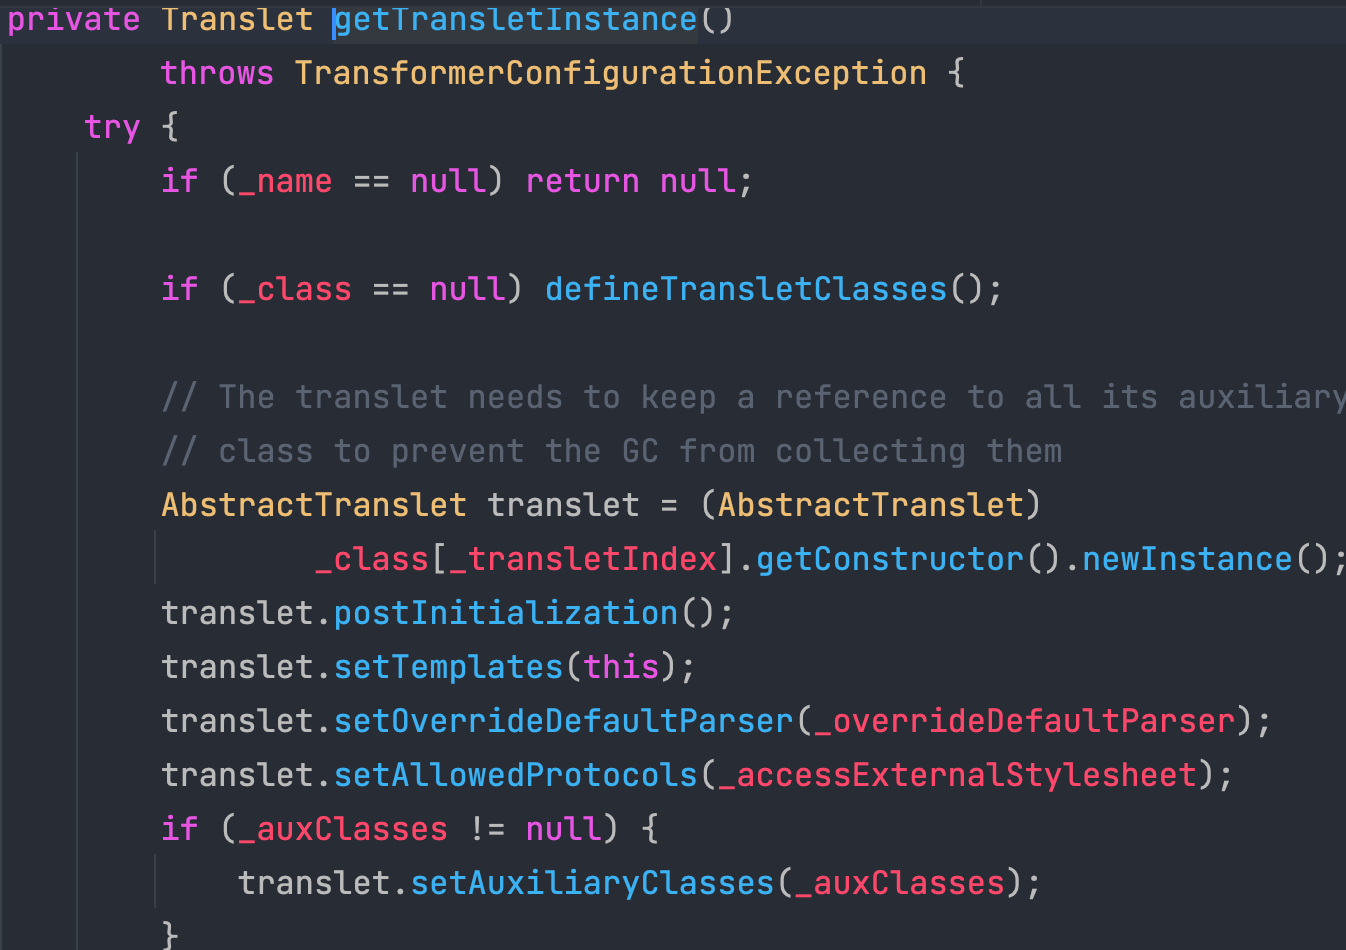 private Translet getTransletInstance()
throws TransformerConfigurationException {
try {
if (_name == null) return null;
if (_class == null) defineTransletClasses();
// The translet needs to keep a reference to all its auxiliary
// class to prevent the GC from collecting them
AbstractTranslet translet = (AbstractTranslet)
_class[_transletIndex].getConstructor().newInstance();
translet.postInitialization();
translet.setTemplates(this);
translet.setOverrideDefaultParser(_overrideDefaultParser);
translet.setAllowedProtocols(_accessExternalStylesheet);
if (_auxClasses != null) {
translet.setAuxiliaryClasses(_auxClasses);
}